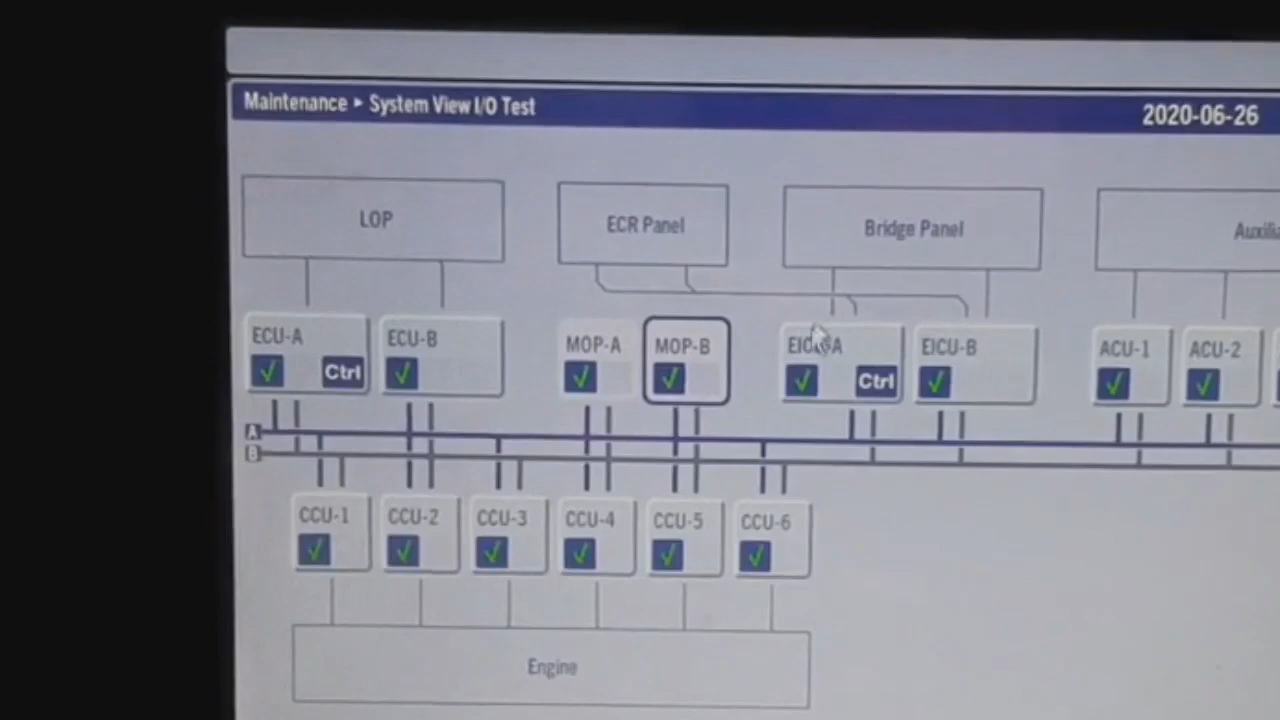 Maintenance ▸ System View I/O Test
2020-06-26
LOP
ECR Panel
Bridge Panel
ECU-A
Ctrl
ECU-B
MOP-A
MOP-B
Ctrl
EICU-B
ACU-1
ACU-2
A
B
CCU-1
CCU-2
CCU-3
CCU-4
CCU-5
CCU-6
Engine